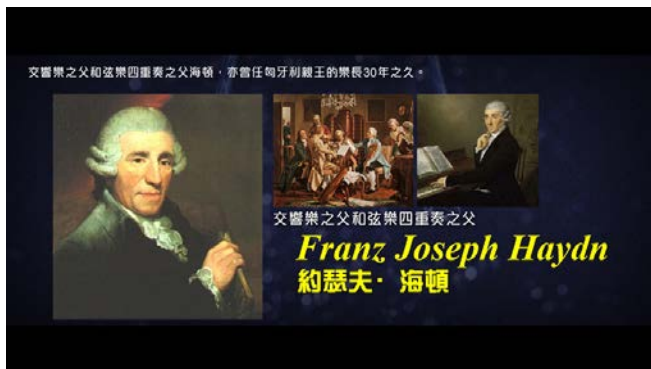 交響樂之父和弦樂四重奏之父海頓，亦曾任匈牙利親王的樂長30年之久。
交響樂之父和弦樂四重奏之父
Franz Joseph Haydn
約瑟夫· 海頓